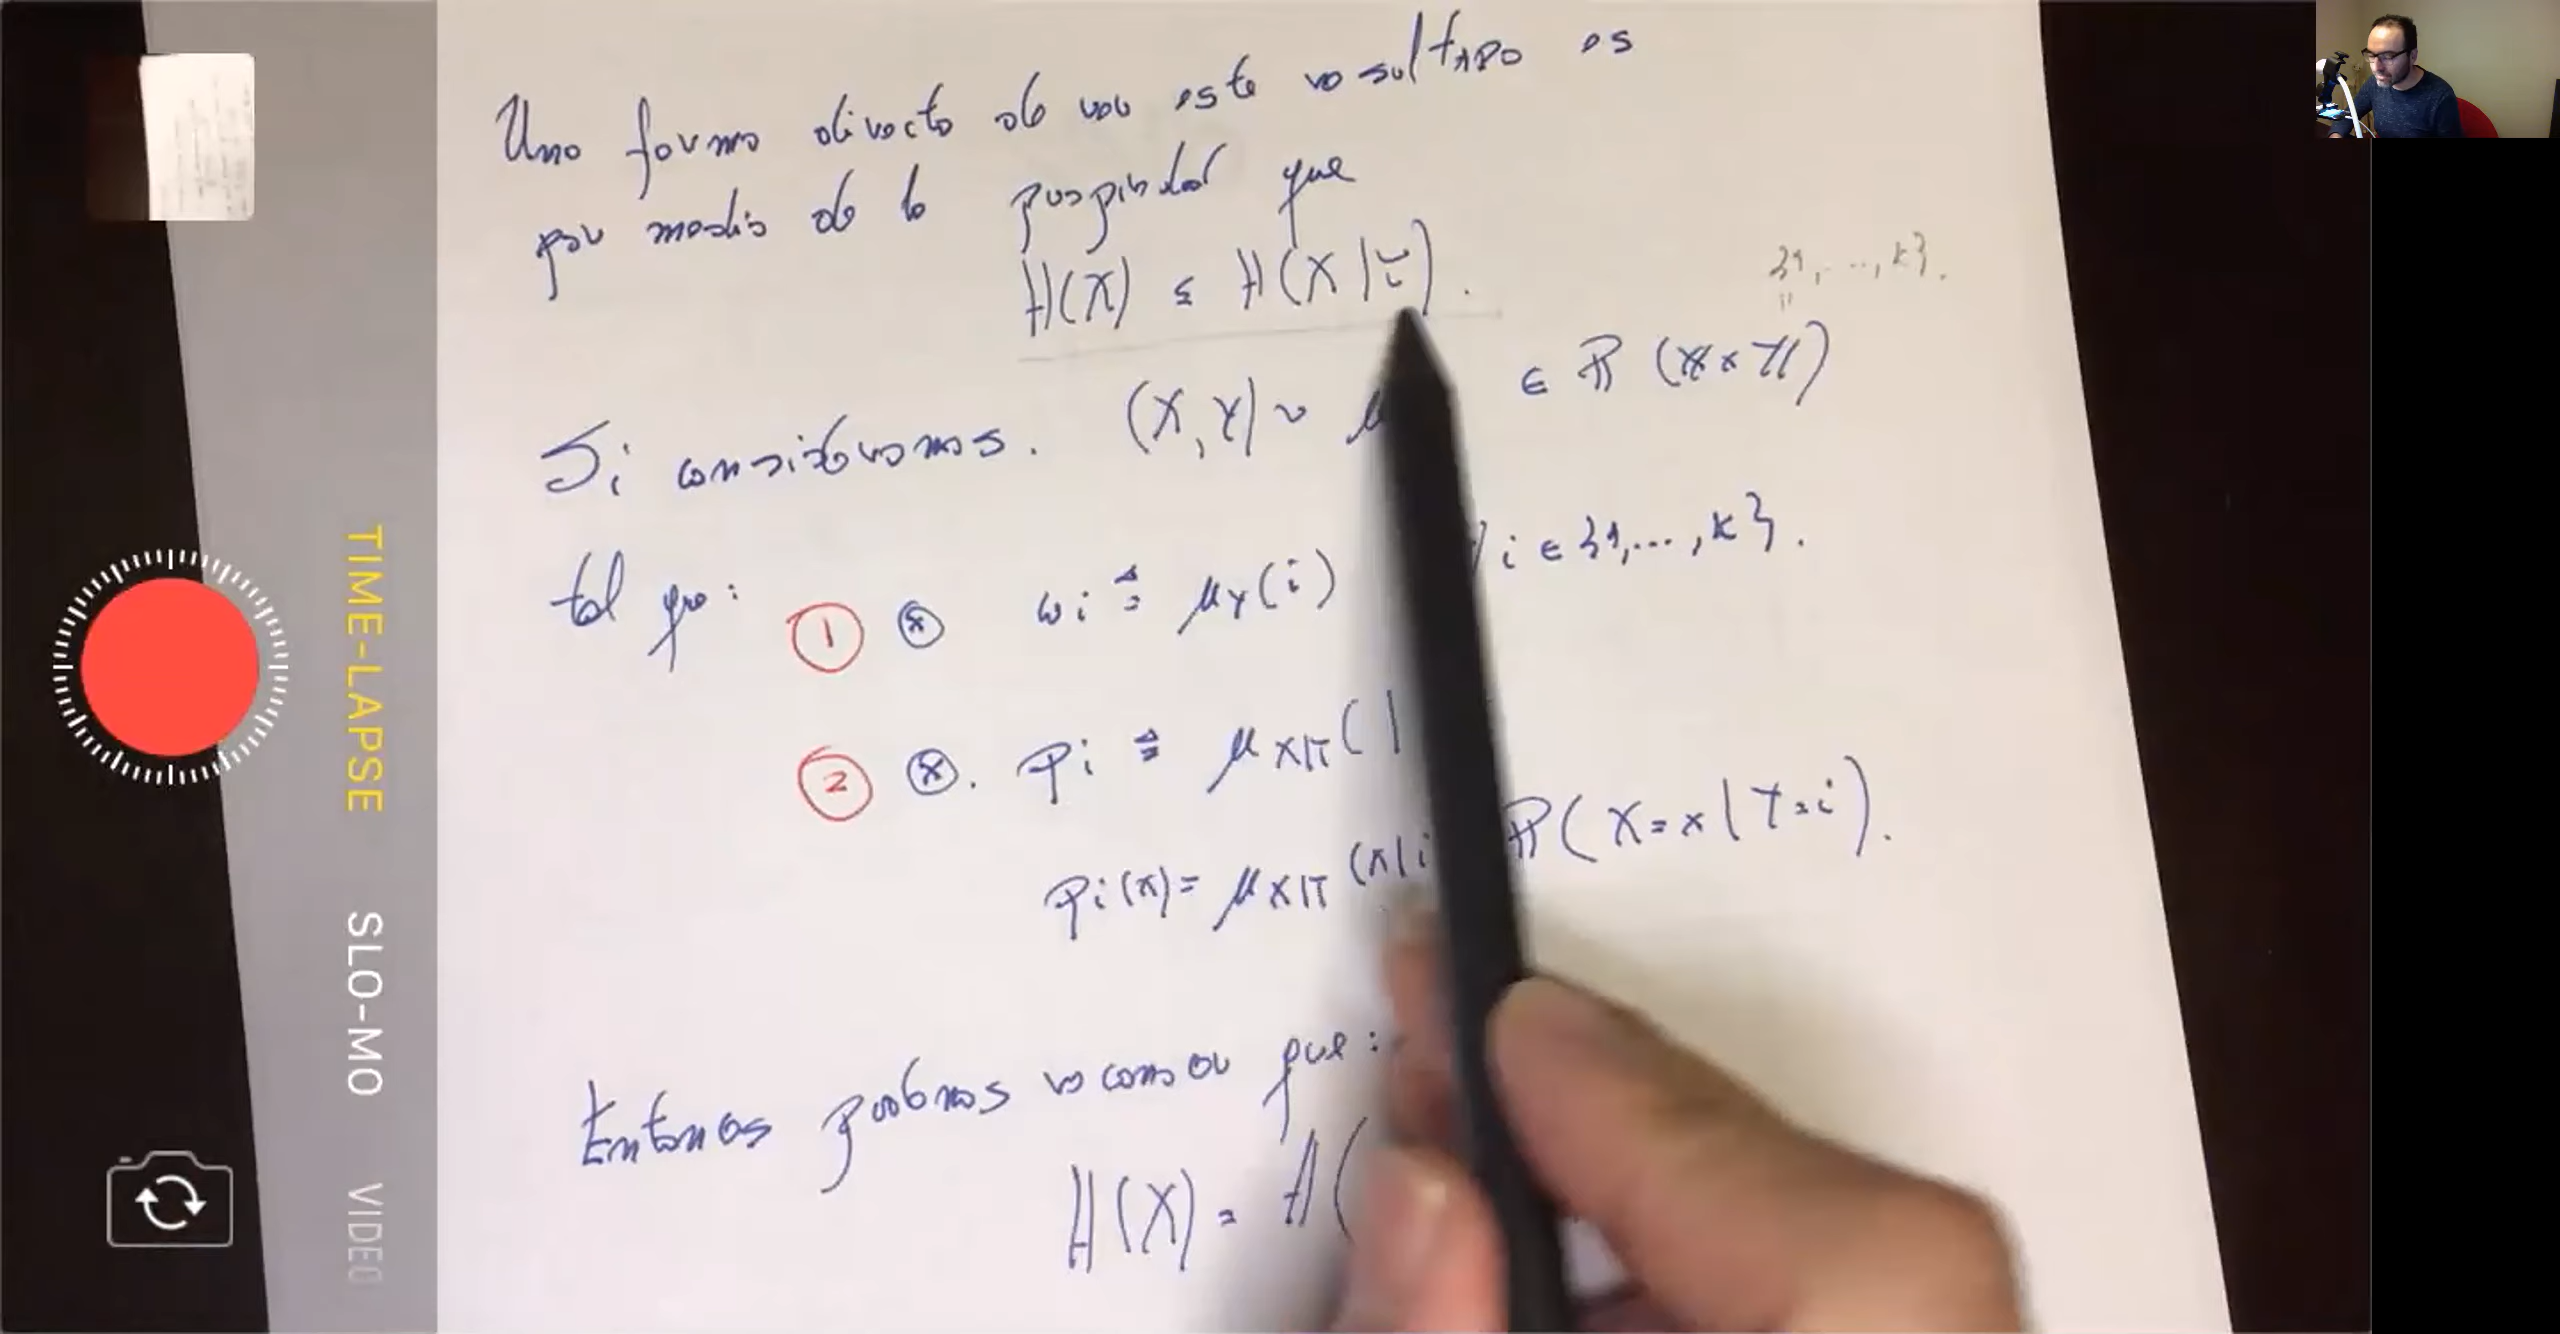 Una forma directa de ver este resultado es
por medio de la propiedad que
H(X) ≤ H(X|Y).
{1,...,k}.
Si consideramos. (X,Y) ~ μ ∈ P(X×Y)
tal que: ① ⊛ wi ≜ μY(i) ∀ i ∈ {1,...,k}.
② ⊛. Pi ≜ μX|Y( |
Pi(x) = μX|Y(x|i P(X=x|Y=i).
Entonces podemos reconocer que:
H(X) = H(
TIME-LAPSE
SLO-MO
VIDEO